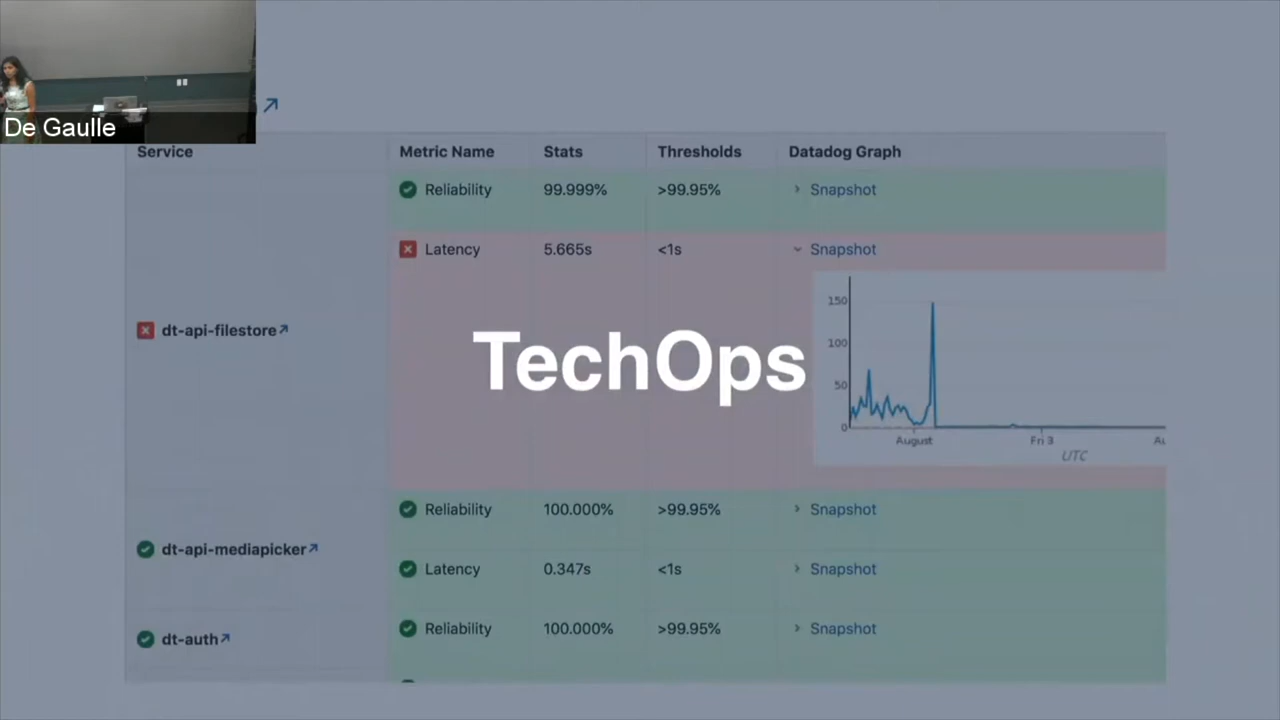 De Gaulle
Service Metric Name Stats Thresholds Datadog Graph
Reliability 99.999% >99.95% Snapshot
Latency 5.665s <1s Snapshot
150
100
50
0
August Fri 3
UTC
dt-api-filestore
TechOps
Reliability 100.000% >99.95% Snapshot
dt-api-mediapicker
Latency 0.347s <1s Snapshot
Reliability 100.000% >99.95% Snapshot
dt-auth